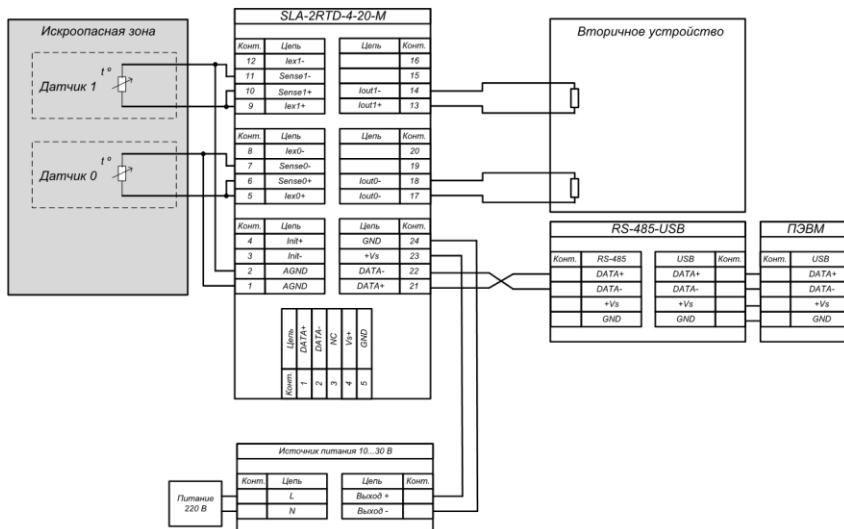 SLA-2RTD-4-20-M
Искроопасная зона
Вторичное устройство
Датчик 1
t°
Датчик 0
t°
Конт. Цепь Цепь Конт.
12 Iex1- 16
11 Sense1- 15
10 Sense1+ Iout1- 14
9 Iex1+ Iout1+ 13
Конт. Цепь Цепь Конт.
8 Iex0- 20
7 Sense0- 19
6 Sense0+ Iout0- 18
5 Iex0+ Iout0- 17
Конт. Цепь Цепь Конт.
4 Init+ GND 24
3 Init- +Vs 23
2 AGND DATA- 22
1 AGND DATA+ 21
Цепь DATA+ DATA- NC Vs+ GND
Конт. 1 2 3 4 5
RS-485-USB
Конт. RS-485 USB Конт.
DATA+ DATA+
DATA- DATA-
+Vs +Vs
GND GND
ПЭВМ
Конт. USB
DATA+
DATA-
+Vs
GND
Источник питания 10...30 В
Конт. Цепь Цепь Конт.
L Выход +
N Выход -
Питание
220 В